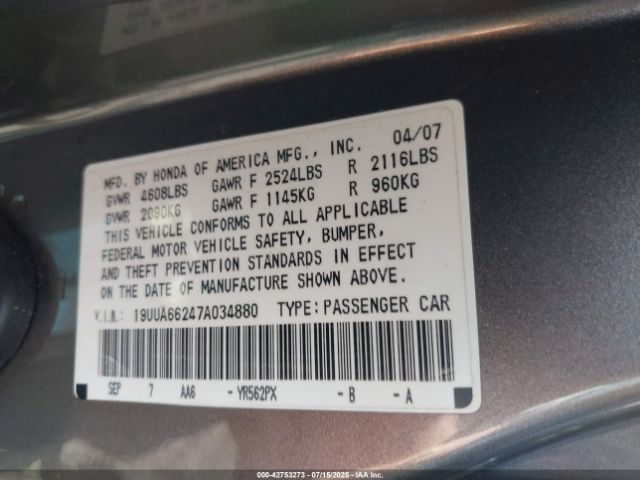 MFD. BY HONDA OF AMERICA MFG., INC. 04/07
GVWR 4608LBS GAWR F 2524LBS R 2116LBS
GVWR 2090KG GAWR F 1145KG R 960KG
THIS VEHICLE CONFORMS TO ALL APPLICABLE
FEDERAL MOTOR VEHICLE SAFETY, BUMPER,
AND THEFT PREVENTION STANDARDS IN EFFECT
ON THE DATE OF MANUFACTURE SHOWN ABOVE.
V.I.N.: 19UUA66247A034880 TYPE: PASSENGER CAR
SEP 7 AA6 - YR562PX - B - A
000-42753273 - 07/15/2025 - IAAI.COM